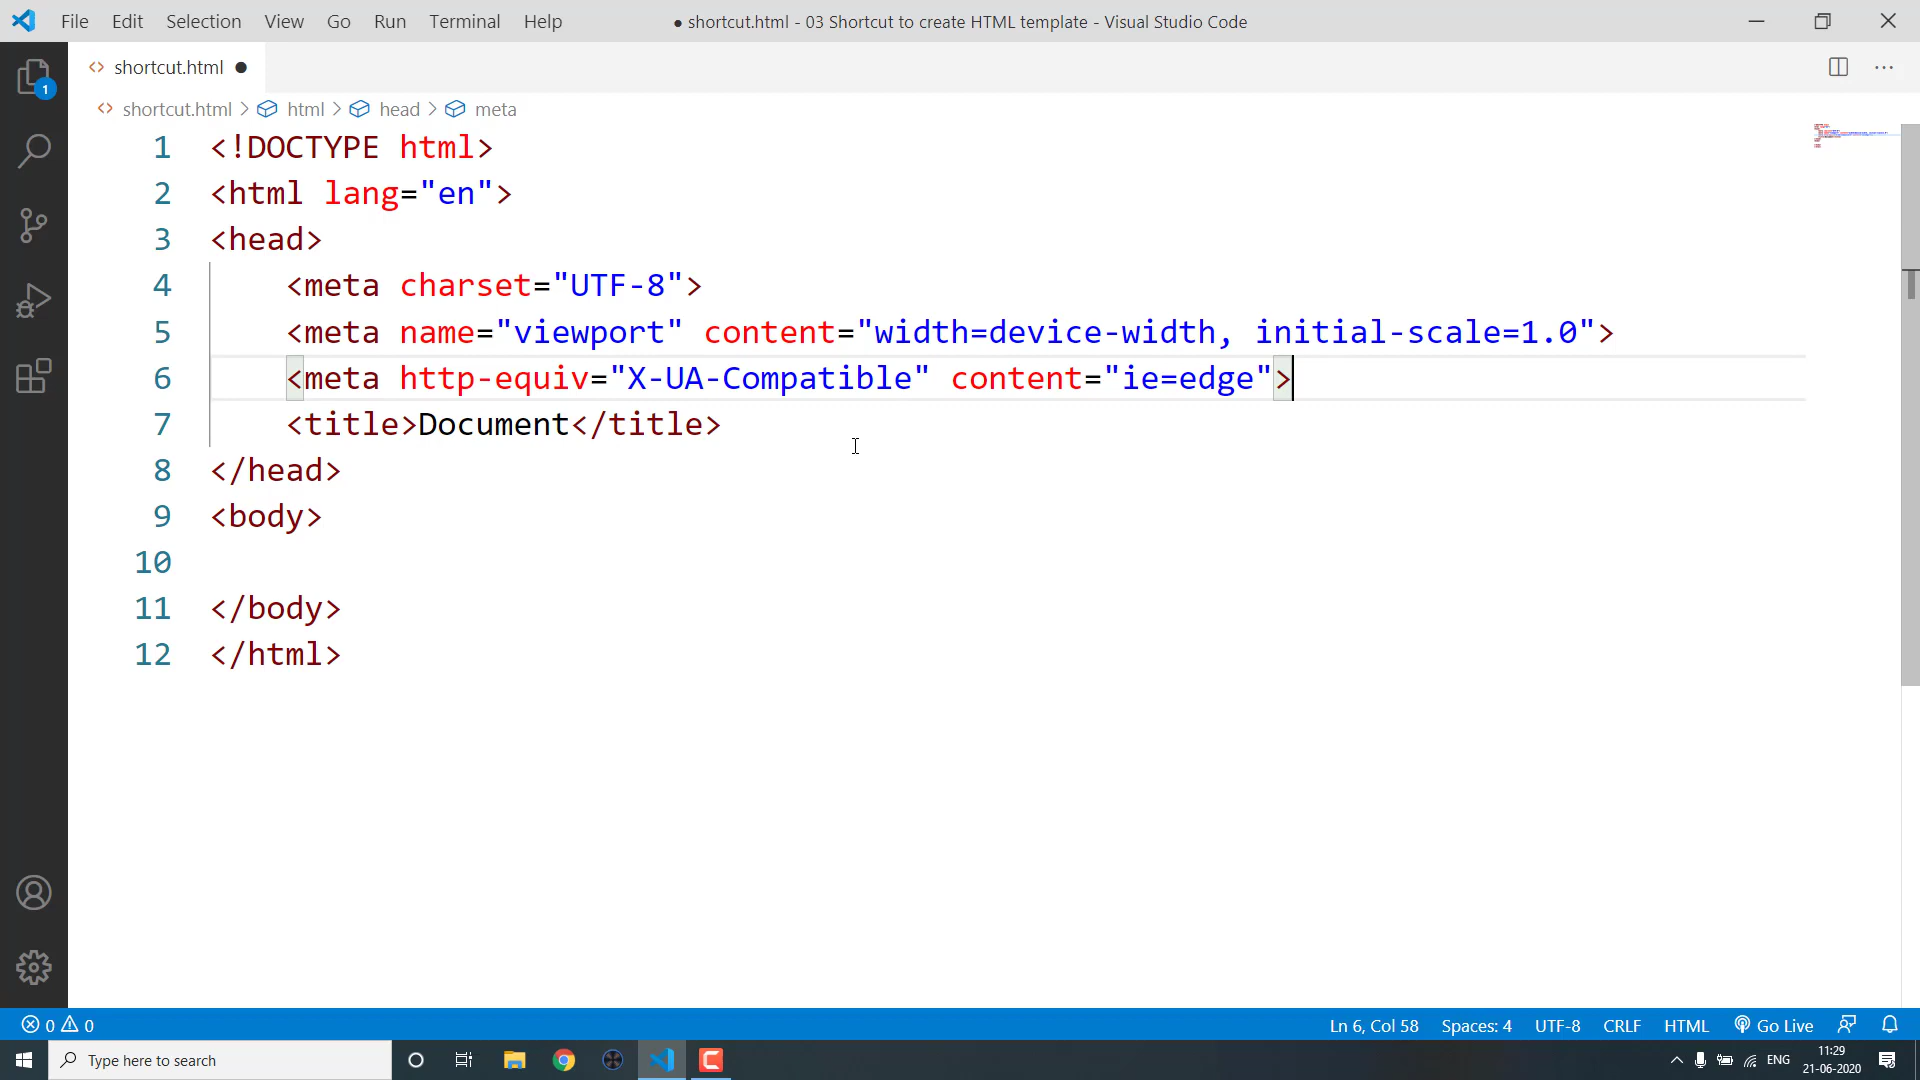 File Edit Selection View Go Run Terminal Help ● shortcut.html - 03 Shortcut to create HTML template - Visual Studio Code
<> shortcut.html ●
1
<> shortcut.html > html > head > meta
1 <!DOCTYPE html>
2 <html lang="en">
3 <head>
4     <meta charset="UTF-8">
5     <meta name="viewport" content="width=device-width, initial-scale=1.0">
6     <meta http-equiv="X-UA-Compatible" content="ie=edge">
7     <title>Document</title>
8 </head>
9 <body>
10
11 </body>
12 </html>
0 0 Ln 6, Col 58 Spaces: 4 UTF-8 CRLF HTML Go Live
Type here to search ENG 11:29
21-06-2020